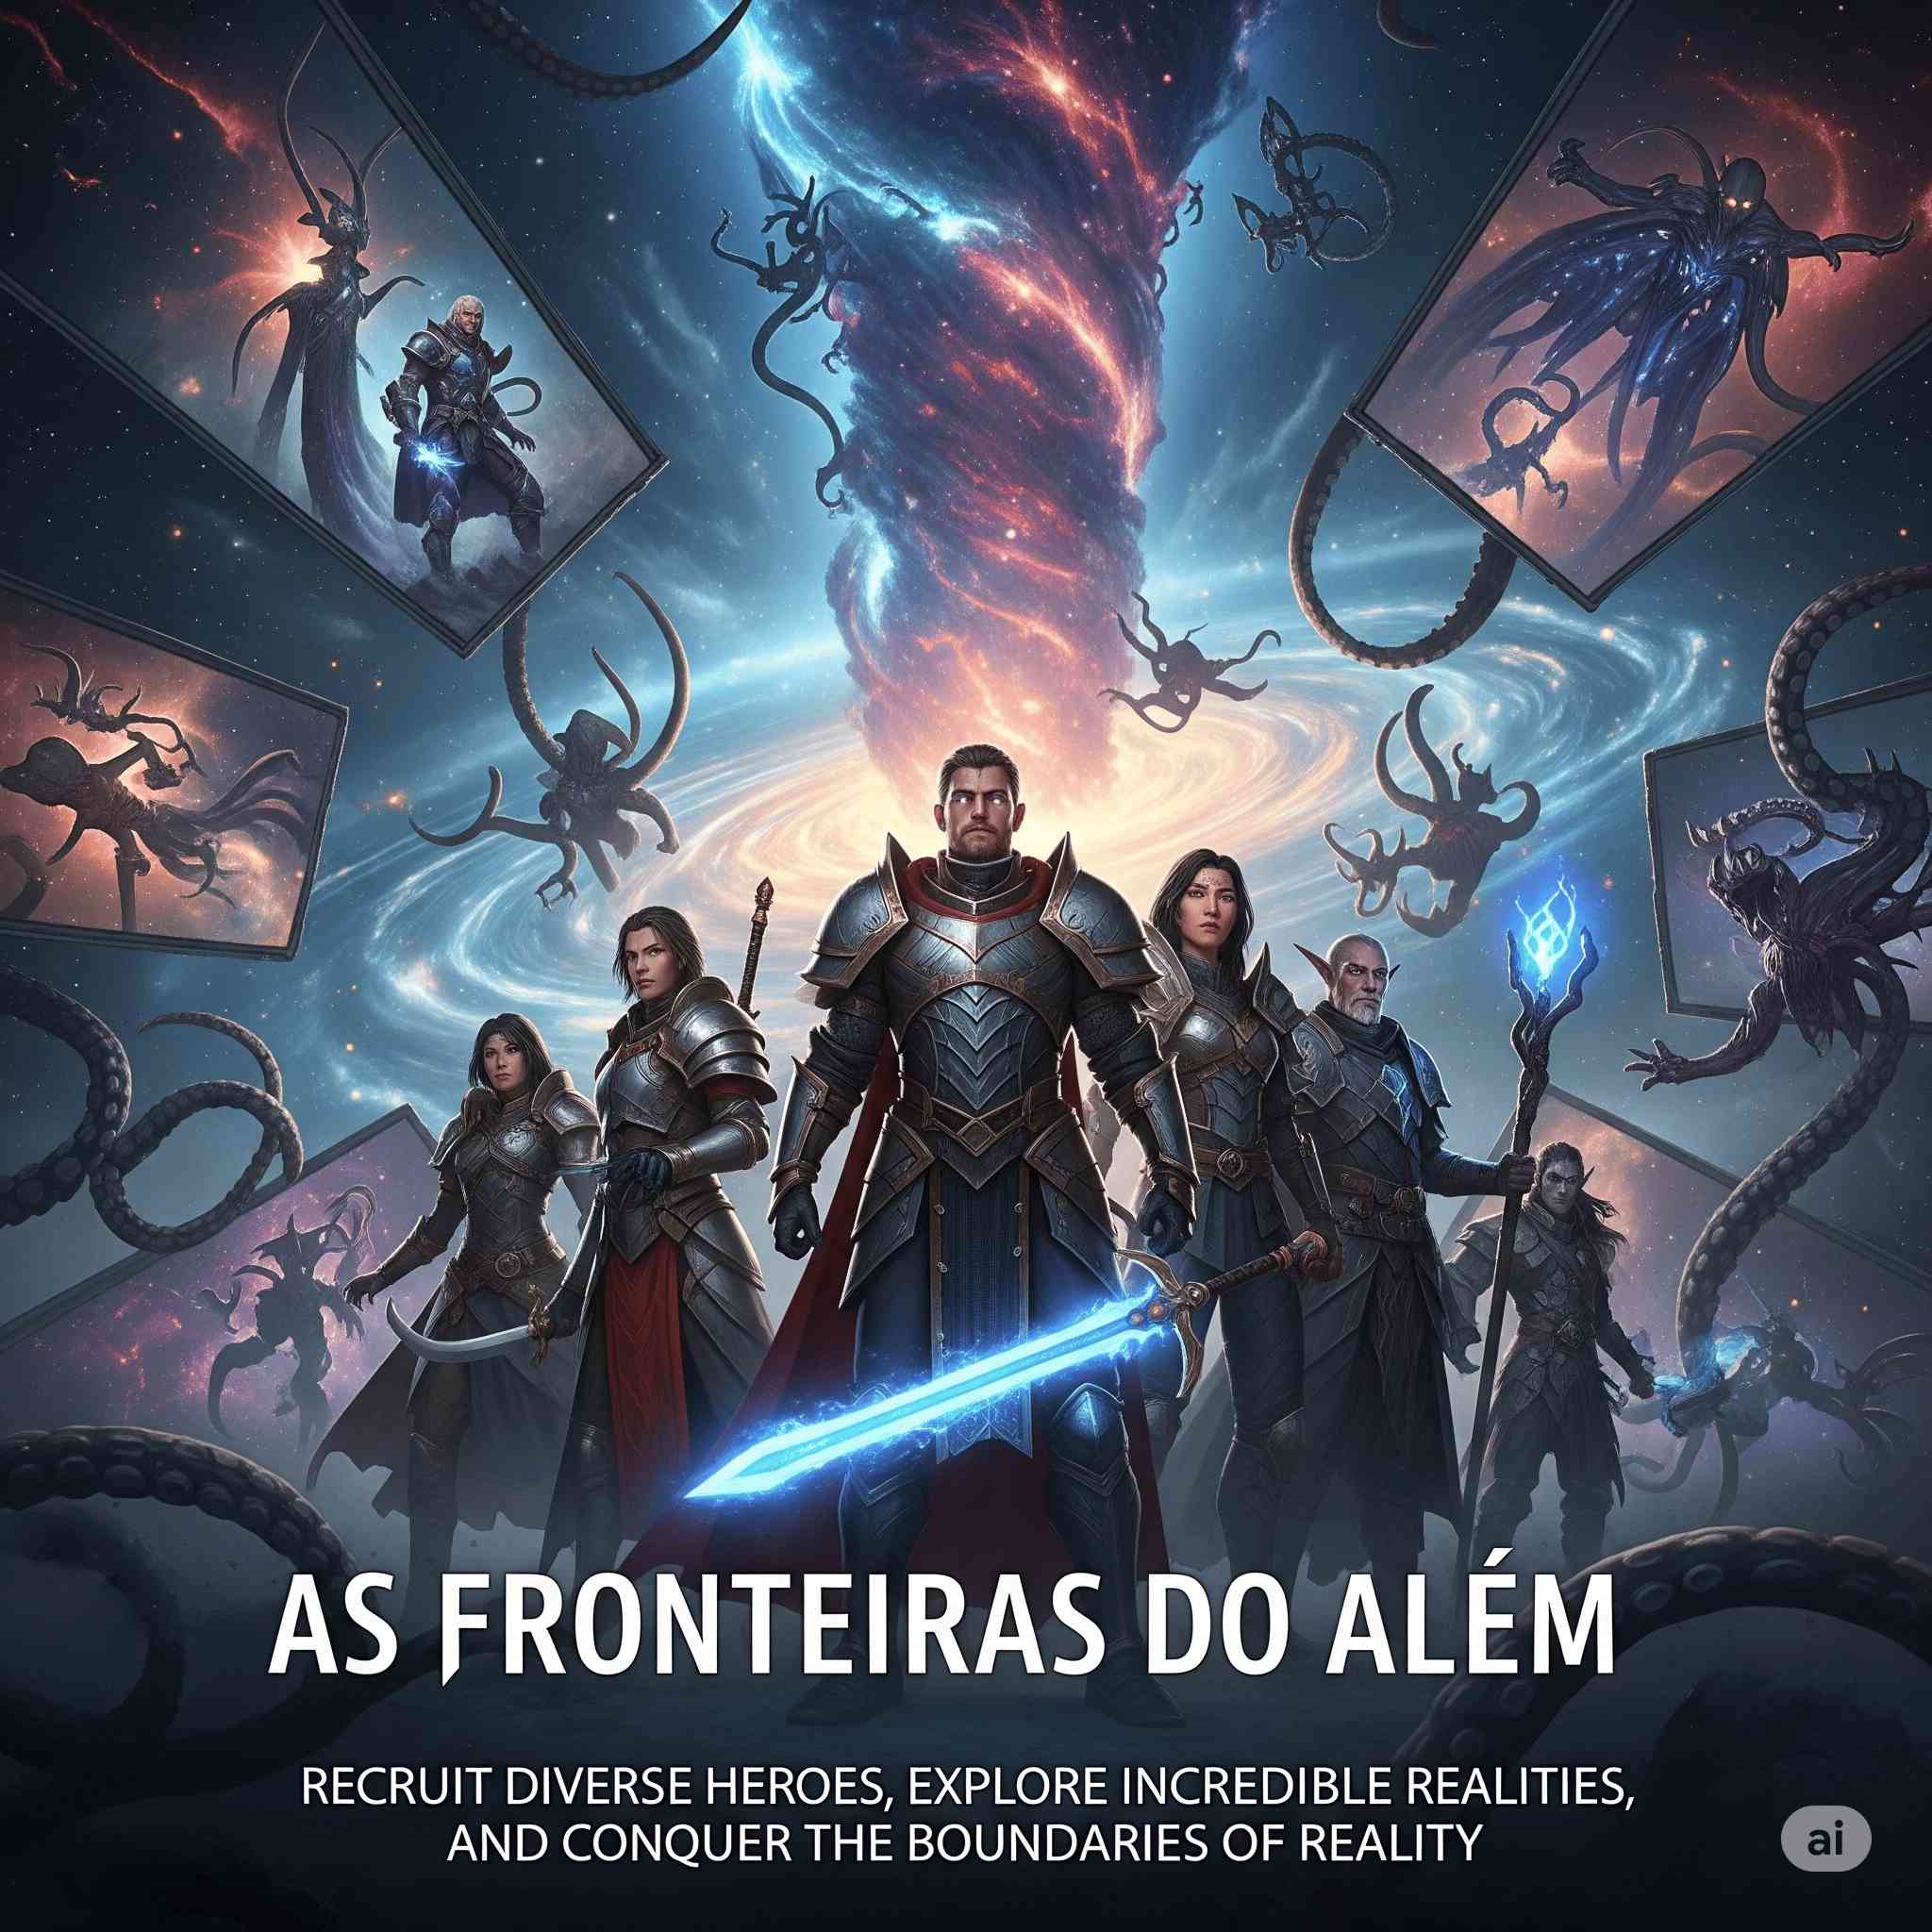 AS FRONTEIRAS DO ALÉM
RECRUIT DIVERSE HEROES, EXPLORE INCREDIBLE REALITIES,
AND CONQUER THE BOUNDARIES OF REALITY
ai